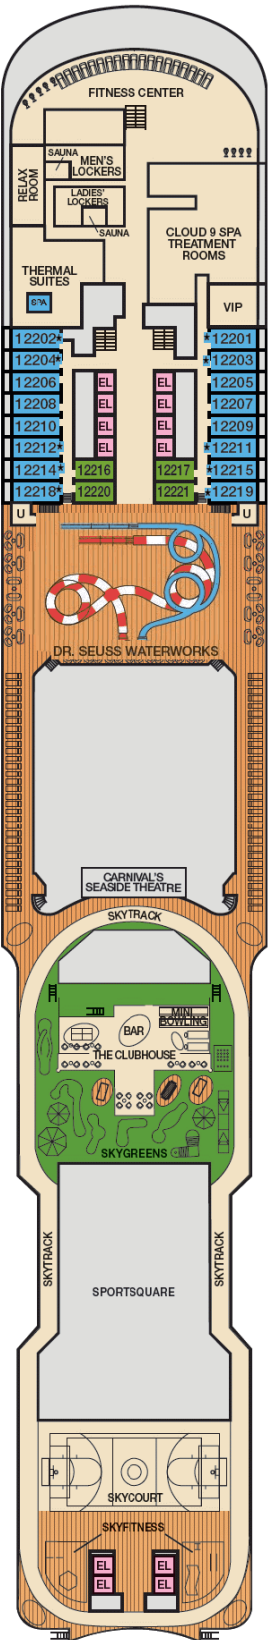 FITNESS CENTER
SAUNA
MEN'S
LOCKERS
RELAX
ROOM
LADIES'
LOCKERS
SAUNA
CLOUD 9 SPA
TREATMENT
ROOMS
THERMAL
SUITES
SPA
VIP
12202★ ★12201
12204★ ★12203
12206 EL EL 12205
12208 EL EL 12207
12210 EL EL 12209
12212★ EL EL ★12211
12214★ 12216 12217 ★12215
12218★ 12220 12221 ★12219
U U
DR. SEUSS WATERWORKS
CARNIVAL'S
SEASIDE THEATRE
SKYTRACK
BAR
MINI
BOWLING
THE CLUBHOUSE
SKYGREENS
SKYTRACK SKYTRACK
SPORTSQUARE
SKYCOURT
SKYFITNESS
EL EL
EL EL